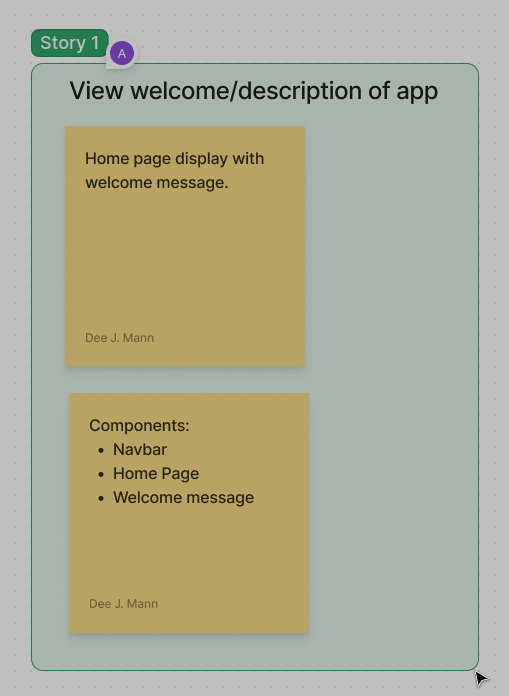 Story 1
A
View welcome/description of app
Home page display with
welcome message.
Dee J. Mann
Components:
• Navbar
• Home Page
• Welcome message
Dee J. Mann